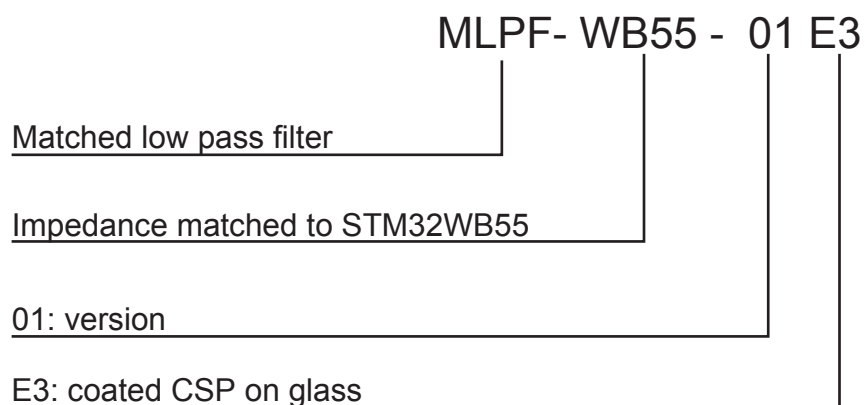 MLPF- WB55 - 01 E3
Matched low pass filter
Impedance matched to STM32WB55
01: version
E3: coated CSP on glass